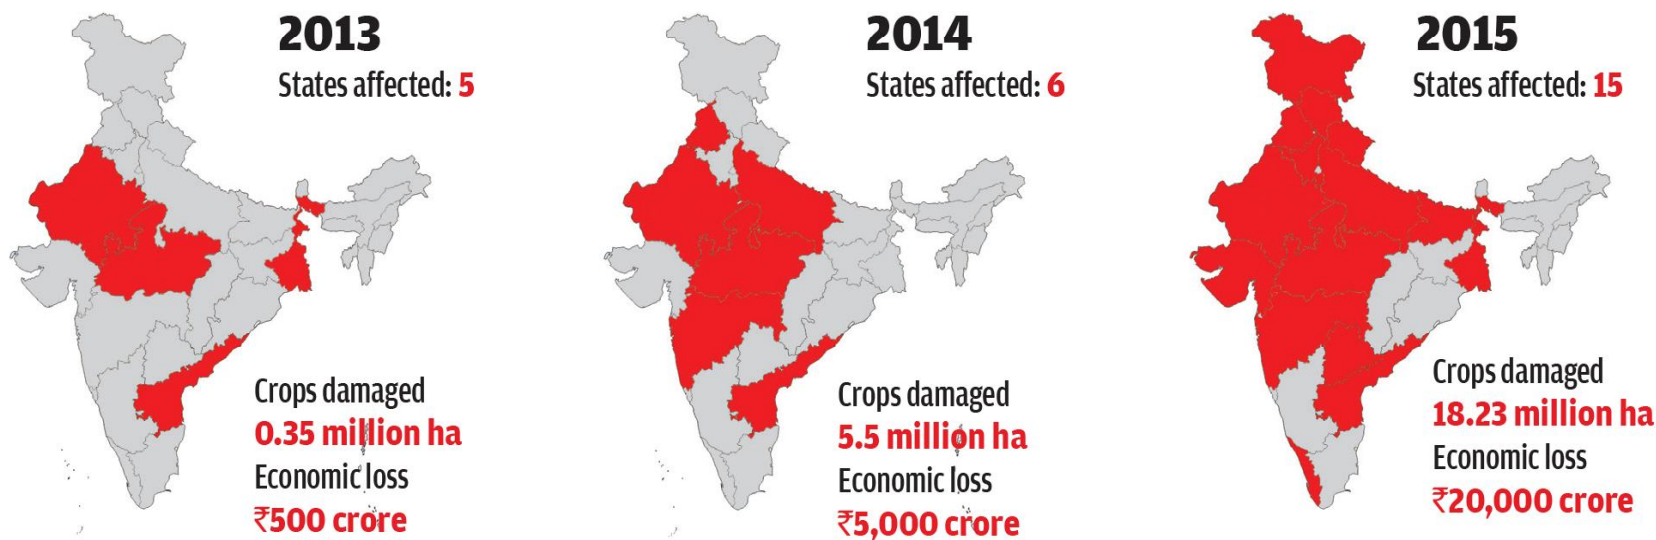 2013
States affected: 5
Crops damaged
0.35 million ha
Economic loss
₹500 crore
2014
States affected: 6
Crops damaged
5.5 million ha
Economic loss
₹5,000 crore
2015
States affected: 15
Crops damaged
18.23 million ha
Economic loss
₹20,000 crore